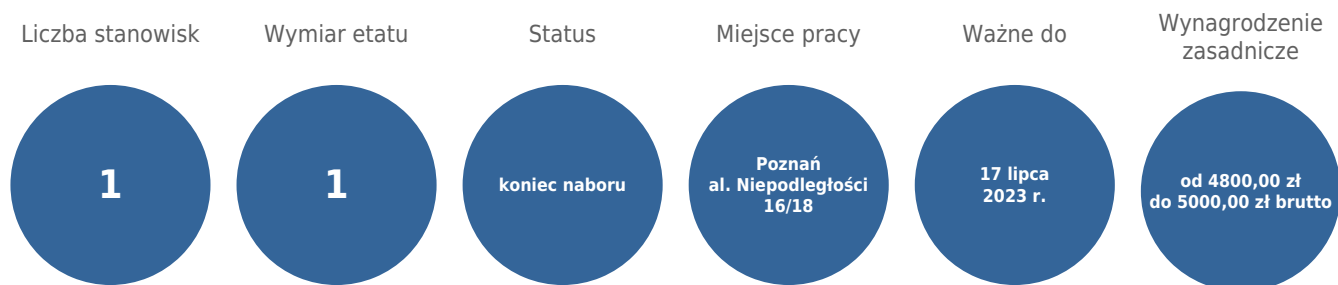 Liczba stanowisk
1
Wymiar etatu
1
Status
koniec naboru
Miejsce pracy
Poznań
al. Niepodległości
16/18
Ważne do
17 lipca
2023 r.
Wynagrodzenie
zasadnicze
od 4800,00 zł
do 5000,00 zł brutto